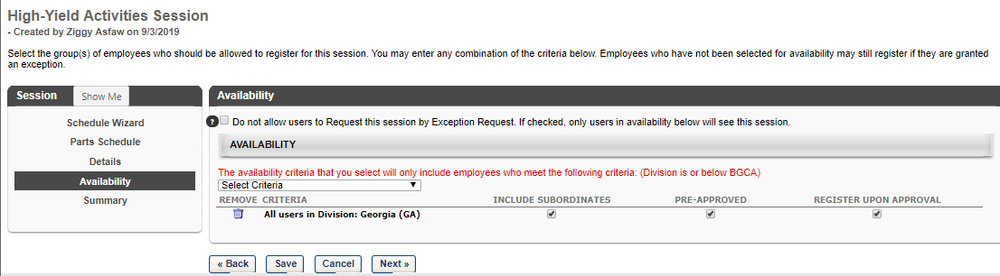 High-Yield Activities Session
- Created by Ziggy Asfaw on 9/3/2019
Select the group(s) of employees who should be allowed to register for this session. You may enter any combination of the criteria below. Employees who have not been selected for availability may still register if they are granted
an exception.
Session Show Me
Schedule Wizard
Parts Schedule
Details
Availability
Summary
Availability
? Do not allow users to Request this session by Exception Request. If checked, only users in availability below will see this session.
AVAILABILITY
The availability criteria that you select will only include employees who meet the following criteria: (Division is or below BGCA)
Select Criteria
REMOVE CRITERIA INCLUDE SUBORDINATES PRE-APPROVED REGISTER UPON APPROVAL
All users in Division: Georgia (GA)
« Back Save Cancel Next »